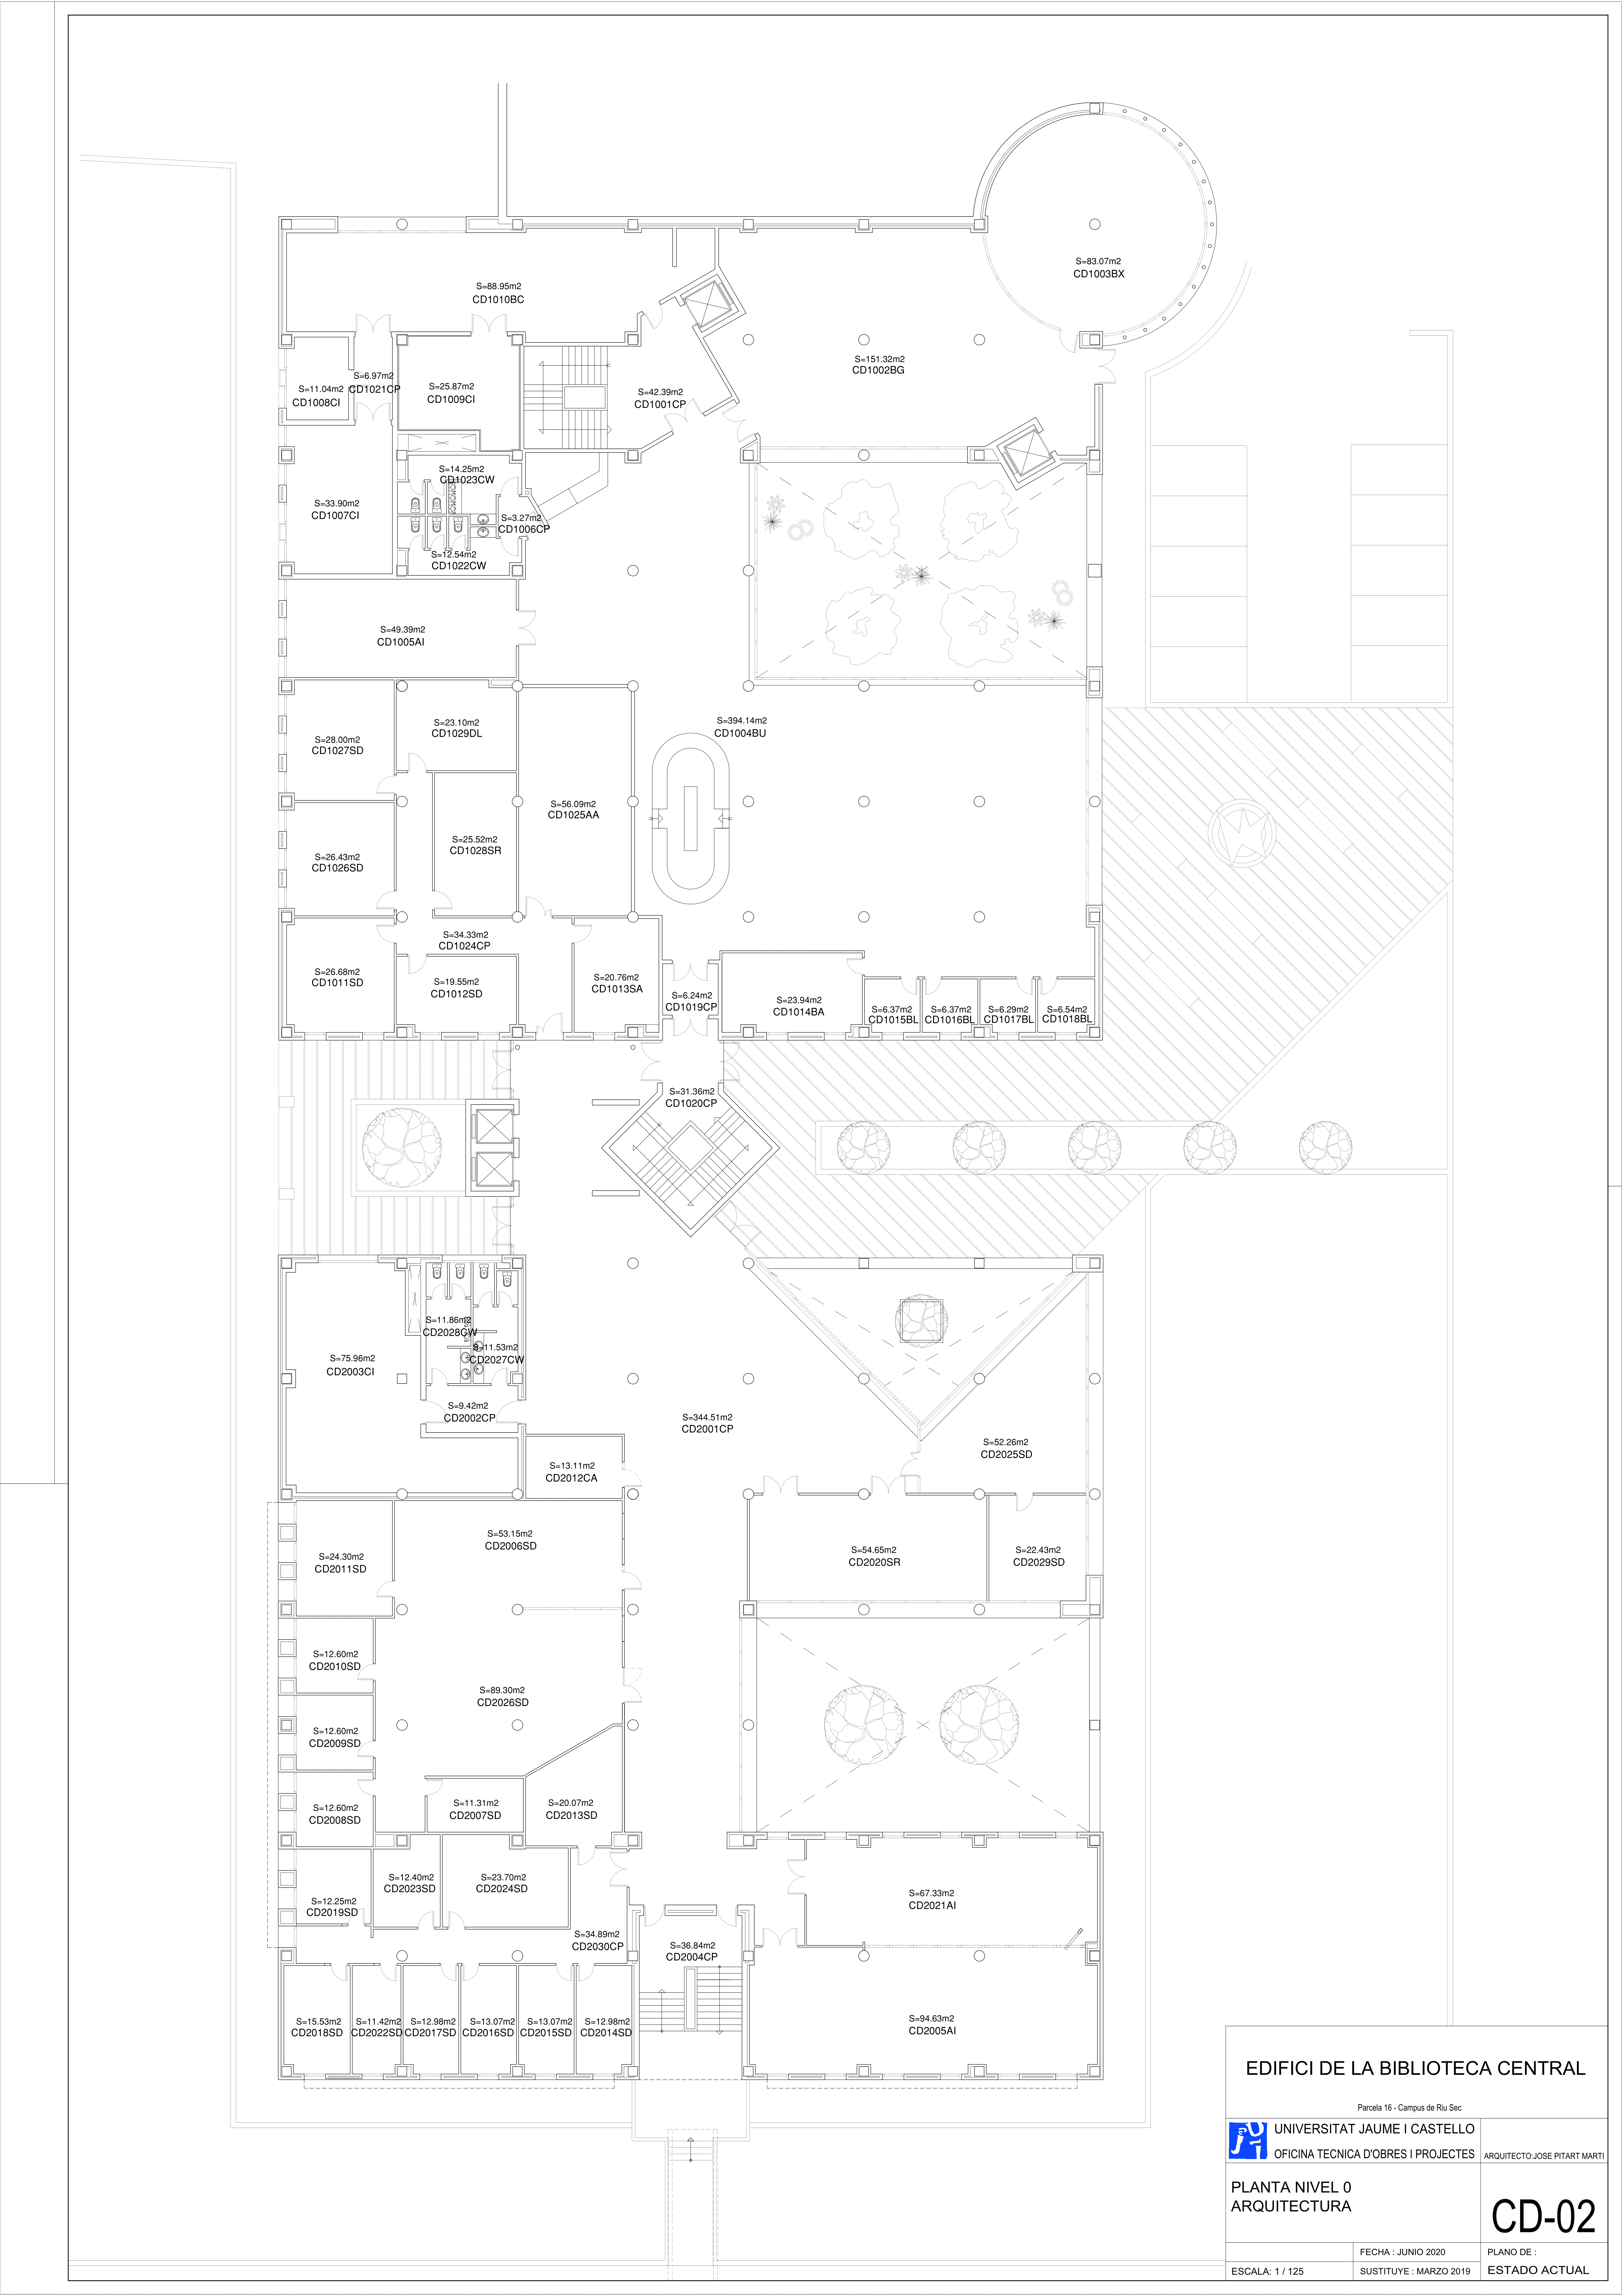 S=83.07m2
CD1003BX
S=88.95m2
CD1010BC
S=151.32m2
CD1002BG
S=6.97m2
CD1021CP
S=11.04m2
CD1008CI
S=25.87m2
CD1009CI
S=42.39m2
CD1001CP
S=14.25m2
CD1023CW
S=33.90m2
CD1007CI
S=3.27m2
CD1006CP
S=12.54m2
CD1022CW
S=49.39m2
CD1005AI
S=28.00m2
CD1027SD
S=23.10m2
CD1029DL
S=394.14m2
CD1004BU
S=56.09m2
CD1025AA
S=25.52m2
CD1028SR
S=26.43m2
CD1026SD
S=34.33m2
CD1024CP
S=26.68m2
CD1011SD
S=19.55m2
CD1012SD
S=20.76m2
CD1013SA
S=6.24m2
CD1019CP
S=23.94m2
CD1014BA
S=6.37m2
CD1015BL
S=6.37m2
CD1016BL
S=6.29m2
CD1017BL
S=6.54m2
CD1018BL
S=31.36m2
CD1020CP
S=11.86m2
CD2028GW
S=11.53m2
CD2027CW
S=75.96m2
CD2003CI
S=9.42m2
CD2002CP
S=344.51m2
CD2001CP
S=52.26m2
CD2025SD
S=13.11m2
CD2012CA
S=53.15m2
CD2006SD
S=24.30m2
CD2011SD
S=54.65m2
CD2020SR
S=22.43m2
CD2029SD
S=12.60m2
CD2010SD
S=89.30m2
CD2026SD
S=12.60m2
CD2009SD
S=12.60m2
CD2008SD
S=11.31m2
CD2007SD
S=20.07m2
CD2013SD
S=12.40m2
CD2023SD
S=23.70m2
CD2024SD
S=12.25m2
CD2019SD
S=67.33m2
CD2021AI
S=34.89m2
CD2030CP
S=36.84m2
CD2004CP
S=15.53m2
CD2018SD
S=11.42m2
CD2022SD
S=12.98m2
CD2017SD
S=13.07m2
CD2016SD
S=13.07m2
CD2015SD
S=12.98m2
CD2014SD
S=94.63m2
CD2005AI
EDIFICI DE LA BIBLIOTECA CENTRAL
Parcela 16 - Campus de Riu Sec
UNIVERSITAT JAUME I CASTELLO
OFICINA TECNICA D'OBRES I PROJECTES
ARQUITECTO:JOSE PITART MARTI
PLANTA NIVEL 0
ARQUITECTURA
CD-02
FECHA : JUNIO 2020
PLANO DE :
ESCALA: 1 / 125
SUSTITUYE : MARZO 2019
ESTADO ACTUAL